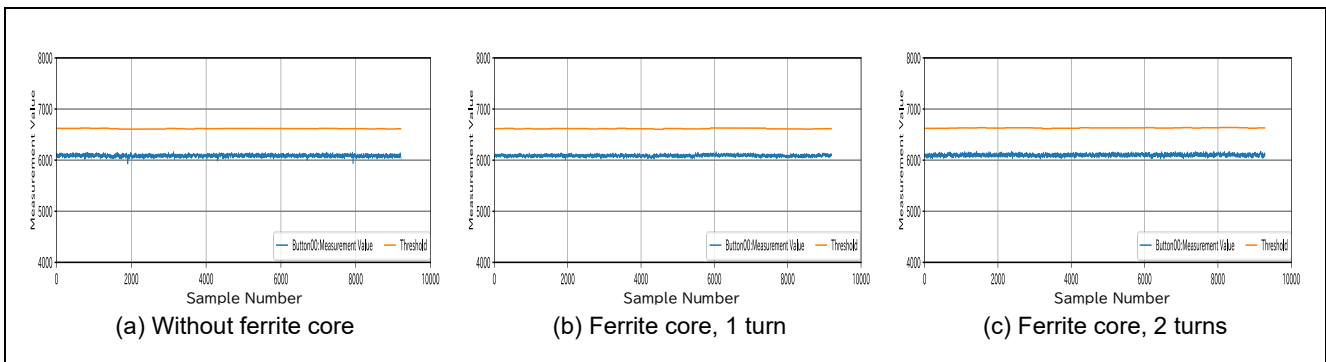 Measurement Value
8000
7000
6000
5000
4000
Button00:Measurement Value
Threshold
0
2000
4000
6000
8000
10000
Sample Number
(a) Without ferrite core
Measurement Value
8000
7000
6000
5000
4000
Button00:Measurement Value
Threshold
0
2000
4000
6000
8000
10000
Sample Number
(b) Ferrite core, 1 turn
Measurement Value
8000
7000
6000
5000
4000
Button00:Measurement Value
Threshold
0
2000
4000
6000
8000
10000
Sample Number
(c) Ferrite core, 2 turns